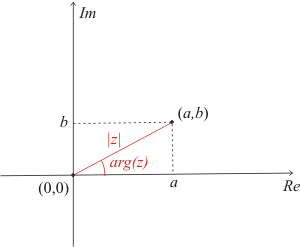 Im
(a,b)
b
|z|
arg(z)
(0,0)
a
Re